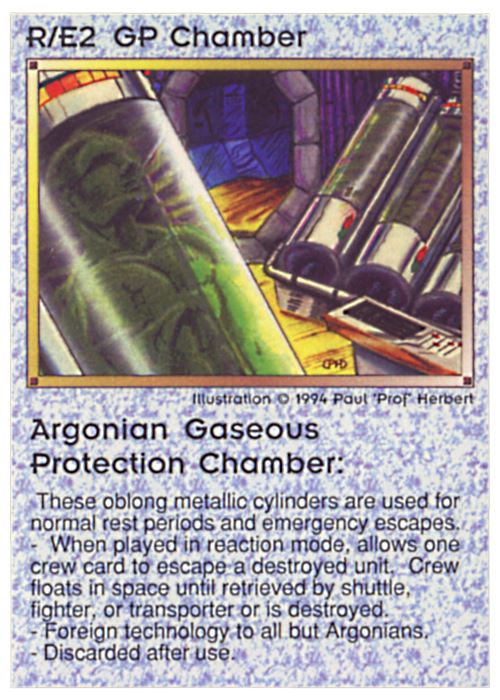 R/E2 GP Chamber
Illustration © 1994 Paul 'Prof' Herbert
Argonian Gaseous
Protection Chamber:
These oblong metallic cylinders are used for
normal rest periods and emergency escapes.
- When played in reaction mode, allows one
crew card to escape a destroyed unit. Crew
floats in space until retrieved by shuttle,
fighter, or transporter or is destroyed.
- Foreign technology to all but Argonians.
- Discarded after use.